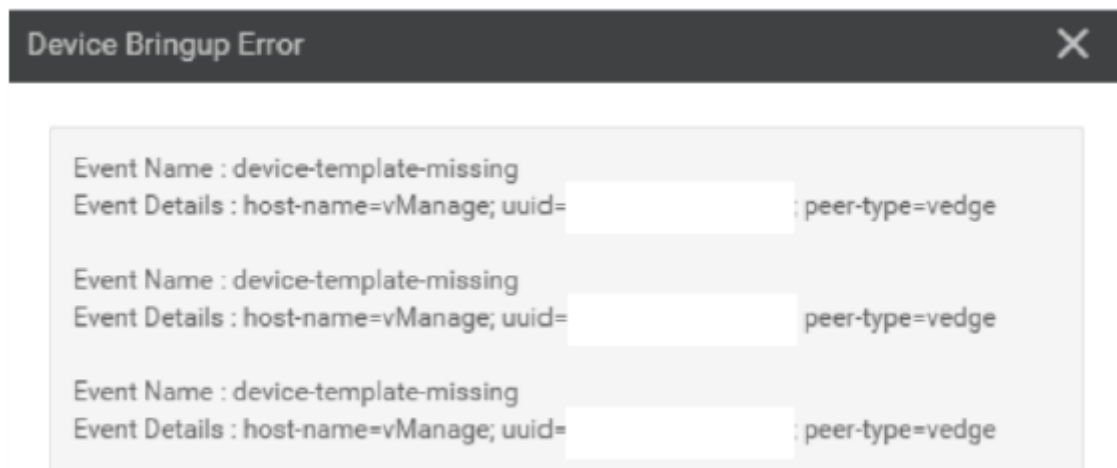 Device Bringup Error
Event Name : device-template-missing
Event Details : host-name=vManage; uuid= ; peer-type=vedge
Event Name : device-template-missing
Event Details : host-name=vManage; uuid= peer-type=vedge
Event Name : device-template-missing
Event Details : host-name=vManage; uuid= : peer-type=vedge